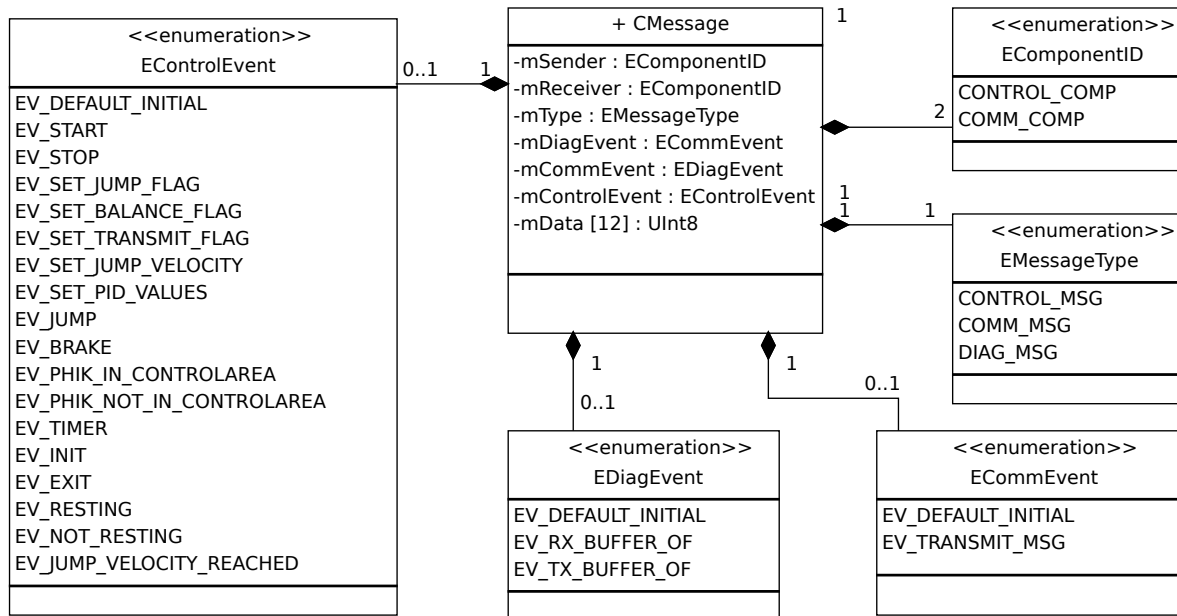 <<enumeration>>
EControlEvent
EV_DEFAULT_INITIAL
EV_START
EV_STOP
EV_SET_JUMP_FLAG
EV_SET_BALANCE_FLAG
EV_SET_TRANSMIT_FLAG
EV_SET_JUMP_VELOCITY
EV_SET_PID_VALUES
EV_JUMP
EV_BRAKE
EV_PHIK_IN_CONTROLAREA
EV_PHIK_NOT_IN_CONTROLAREA
EV_TIMER
EV_INIT
EV_EXIT
EV_RESTING
EV_NOT_RESTING
EV_JUMP_VELOCITY_REACHED
0..1
1
+ CMessage
-mSender : EComponentID
-mReceiver : EComponentID
-mType : EMessageType
-mDiagEvent : ECommEvent
-mCommEvent : EDiagEvent
-mControlEvent : EControlEvent
-mData [12] : UInt8
1
2
<<enumeration>>
EComponentID
CONTROL_COMP
COMM_COMP
1
1
1
<<enumeration>>
EMessageType
CONTROL_MSG
COMM_MSG
DIAG_MSG
1
0..1
<<enumeration>>
EDiagEvent
EV_DEFAULT_INITIAL
EV_RX_BUFFER_OF
EV_TX_BUFFER_OF
1
0..1
<<enumeration>>
ECommEvent
EV_DEFAULT_INITIAL
EV_TRANSMIT_MSG